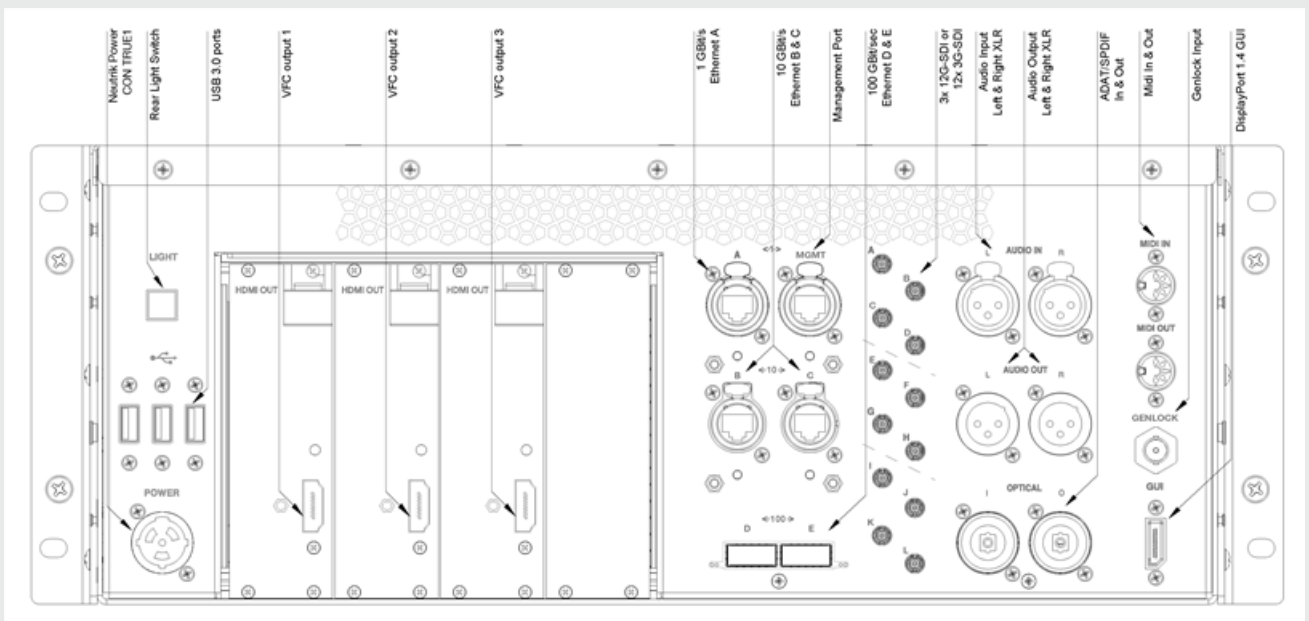 Neutrik Power
CON TRUE1
Rear Light Switch
USB 3.0 ports
VFC output 1
VFC output 2
VFC output 3
1 GBit/s
Ethernet A
10 GBit/s
Ethernet B & C
Management Port
100 GBit/sec
Ethernet D & E
3x 12G-SDI or
12x 3G-SDI
Audio Input
Left & Right XLR
Audio Output
Left & Right XLR
ADAT/SPDIF
In & Out
Midi In & Out
Genlock Input
DisplayPort 1.4 GUI
LIGHT
POWER
HDMI OUT
HDMI OUT
HDMI OUT
A
<1>
MGMT
B
<10>
C
<100>
D
E
A
B
C
D
E
F
G
H
I
J
K
L
AUDIO IN
L
R
AUDIO OUT
L
R
OPTICAL
I
O
MIDI IN
MIDI OUT
GENLOCK
GUI